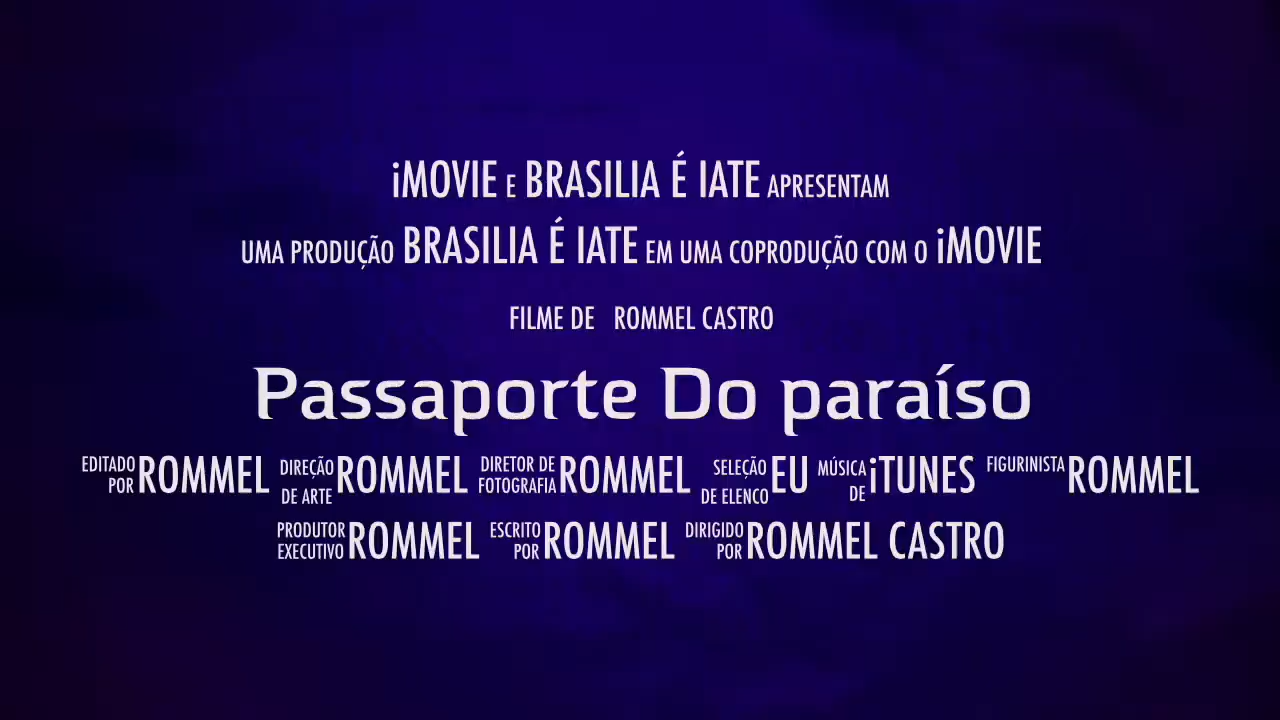 iMOVIE E BRASILIA É IATE APRESENTAM
UMA PRODUÇÃO BRASILIA É IATE EM UMA COPRODUÇÃO COM O iMOVIE
FILME DE ROMMEL CASTRO
Passaporte Do paraíso
EDITADO POR ROMMEL DIREÇÃO DE ARTE ROMMEL DIRETOR DE FOTOGRAFIA ROMMEL SELEÇÃO DE ELENCO EU MÚSICA DE iTUNES FIGURINISTA ROMMEL
PRODUTOR EXECUTIVO ROMMEL ESCRITO POR ROMMEL DIRIGIDO POR ROMMEL CASTRO